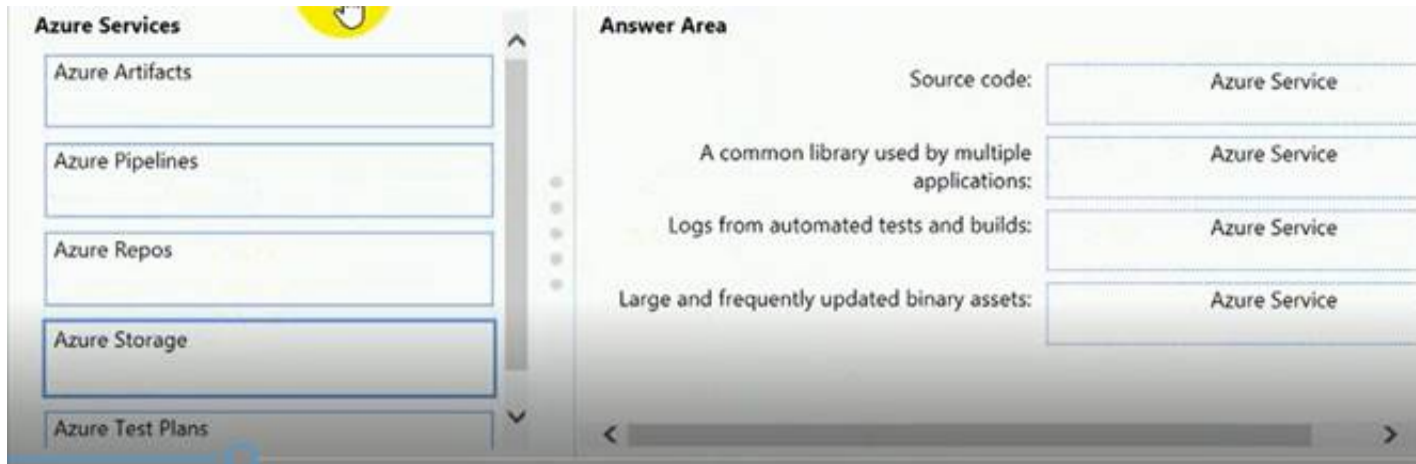 Azure Services
Azure Artifacts
Azure Pipelines
Azure Repos
Azure Storage
Azure Test Plans
Answer Area
Source code:
Azure Service
A common library used by multiple
applications:
Azure Service
Logs from automated tests and builds:
Azure Service
Large and frequently updated binary assets:
Azure Service